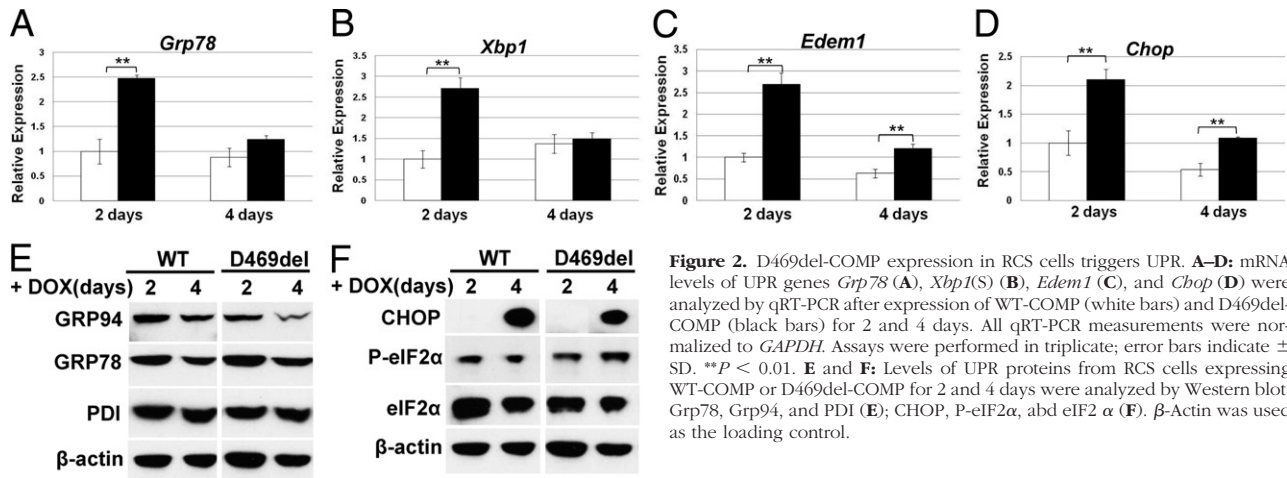 A
Grp78
Relative Expression
3
2.5
2
1.5
1
0.5
0
**
2 days
4 days
B
Xbp1
Relative Expression
3.5
3
2.5
2
1.5
1
0.5
0
**
2 days
4 days
C
Edem1
Relative Expression
3.5
3
2.5
2
1.5
1
0.5
0
**
**
2 days
4 days
D
Chop
Relative Expression
2.5
2
1.5
1
0.5
0
**
**
2 days
4 days
E
WT D469del
+ DOX(days) 2 4 2 4
GRP94
GRP78
PDI
β-actin
F
WT D469del
+ DOX(days) 2 4 2 4
CHOP
P-eIF2α
eIF2α
β-actin
Figure 2. D469del-COMP expression in RCS cells triggers UPR. A–D: mRNA
levels of UPR genes Grp78 (A), Xbp1(S) (B), Edem1 (C), and Chop (D) were
analyzed by qRT-PCR after expression of WT-COMP (white bars) and D469del-
COMP (black bars) for 2 and 4 days. All qRT-PCR measurements were nor-
malized to GAPDH. Assays were performed in triplicate; error bars indicate ±
SD. **P < 0.01. E and F: Levels of UPR proteins from RCS cells expressing
WT-COMP or D469del-COMP for 2 and 4 days were analyzed by Western blot
Grp78, Grp94, and PDI (E); CHOP, P-eIF2α, abd eIF2 α (F). β-Actin was used
as the loading control.